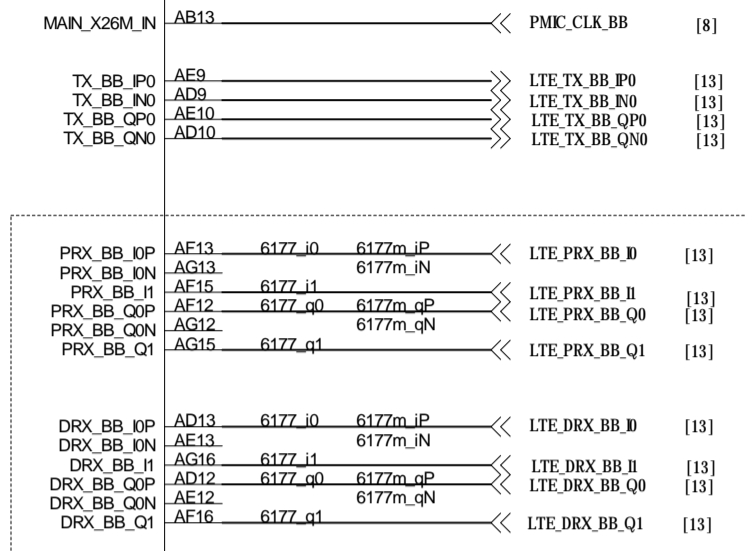 MAIN_X26M_IN AB13 PMIC_CLK_BB [8]
TX_BB_IP0 AE9 LTE_TX_BB_IP0 [13]
TX_BB_IN0 AD9 LTE_TX_BB_IN0 [13]
TX_BB_QP0 AE10 LTE_TX_BB_QP0 [13]
TX_BB_QN0 AD10 LTE_TX_BB_QN0 [13]
PRX_BB_I0P AF13 6177_i0 6177m_iP LTE_PRX_BB_I0 [13]
PRX_BB_I0N AG13 6177m_iN
PRX_BB_I1 AF15 6177_i1 LTE_PRX_BB_I1 [13]
PRX_BB_Q0P AF12 6177_q0 6177m_qP LTE_PRX_BB_Q0 [13]
PRX_BB_Q0N AG12 6177m_qN
PRX_BB_Q1 AG15 6177_q1 LTE_PRX_BB_Q1 [13]
DRX_BB_I0P AD13 6177_i0 6177m_iP LTE_DRX_BB_I0 [13]
DRX_BB_I0N AE13 6177m_iN
DRX_BB_I1 AG16 6177_i1 LTE_DRX_BB_I1 [13]
DRX_BB_Q0P AD12 6177_q0 6177m_qP LTE_DRX_BB_Q0 [13]
DRX_BB_Q0N AE12 6177m_qN
DRX_BB_Q1 AF16 6177_q1 LTE_DRX_BB_Q1 [13]